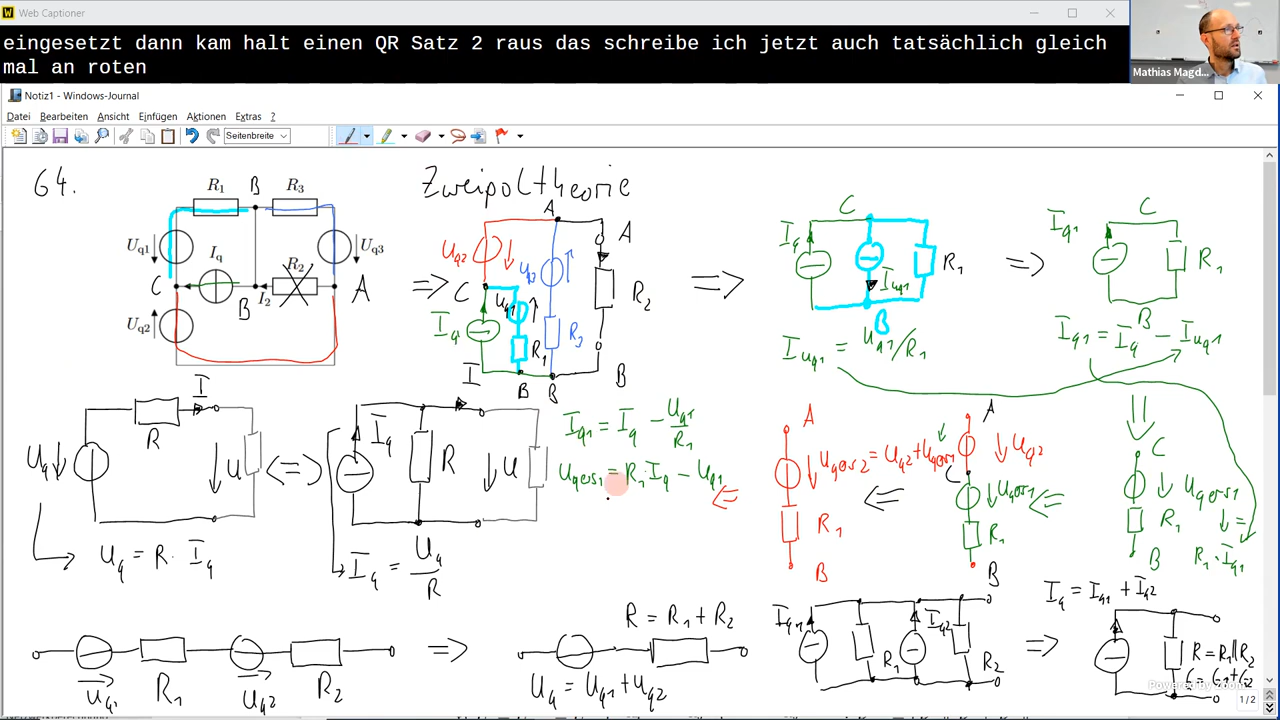 Web Captioner
eingesetzt dann kam halt einen QR Satz 2 raus das schreibe ich jetzt auch tatsächlich gleich
mal an roten
Mathias Magd...
Notiz1 - Windows-Journal
Datei Bearbeiten Ansicht Einfügen Aktionen Extras ?
Seitenbreite
64.
Zweipoltheorie
R1 B R3
Uq1 Iq R2 Uq3
C B I2 A
Uq2
=>
A
Uq2 Uq3 A
C Uq1 R2
Iq R1 R3
B B B
=>
C
Iq Iuq1 R1
B
Iuq1 = Uq1/R1
=>
C
Iq1 R1
B
Iq1 = Iq - Iuq1
I
R
Uq U
<=>
I
Iq R U
Uq = R · Iq
Iq = Uq / R
Iq1 = Iq - Uq1/R1
Uqers1 = R1·Iq - Uq1
<=
A
Uqers2 = Uq2+Uqers1
R1
B
<=
A
Uq2
C
Uqers1
R1
B
<=
C
Uqers1
=
R1 R1·Iq1
B
Uq1 R1 Uq2 R2
=>
R = R1 + R2
Uq = Uq1 + Uq2
Iq1 R1 Iq2 R2
=>
Iq = Iq1 + Iq2
R = R1||R2
G = G1+G2
Powered by Zoom
1/2